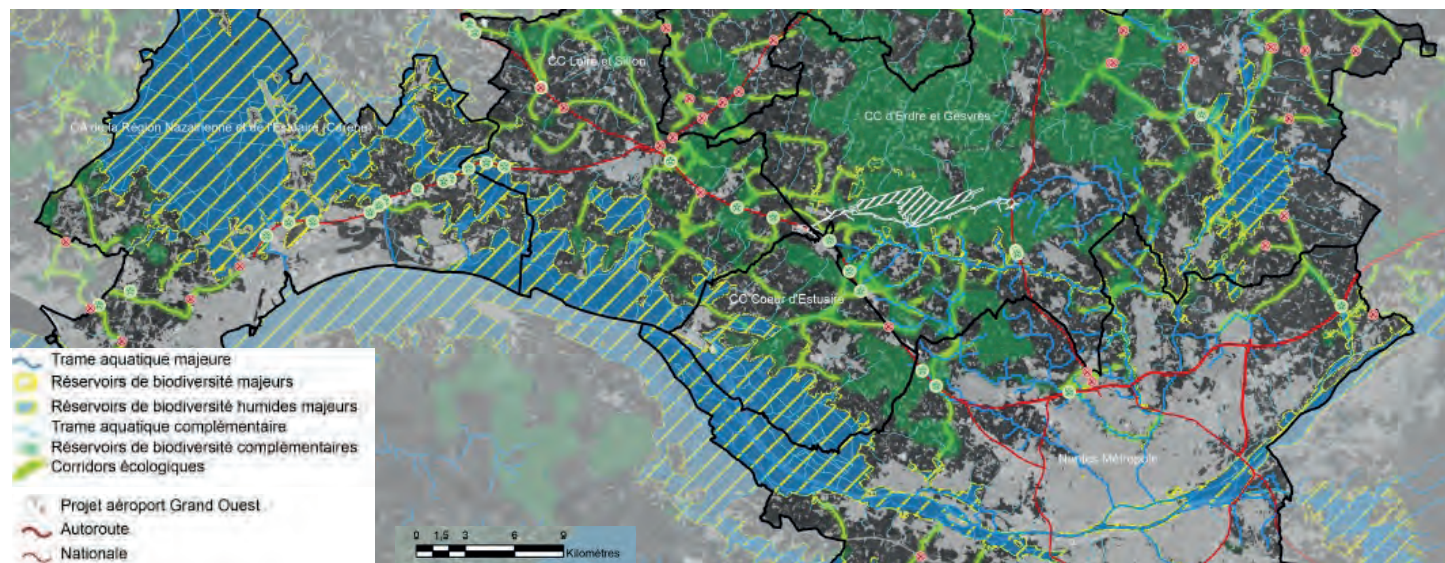 CC Loire et Sillon
CC d'Erdre et Gesvres
CA de la Région Nazairienne et de l'Estuaire (Carene)
CC Coeur d'Estuaire
Nantes Métropole
Trame aquatique majeure
Réservoirs de biodiversité majeurs
Réservoirs de biodiversité humides majeurs
Trame aquatique complémentaire
Réservoirs de biodiversité complémentaires
Corridors écologiques
Projet aéroport Grand Ouest
Autoroute
Nationale
0 1,5 3 6 9
Kilomètres